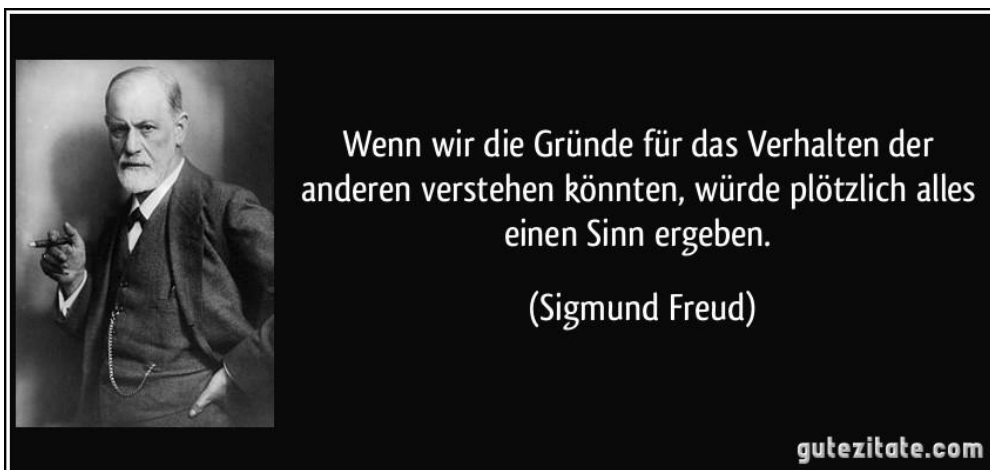 Wenn wir die Gründe für das Verhalten der
anderen verstehen könnten, würde plötzlich alles
einen Sinn ergeben.
(Sigmund Freud)
gutezitate.com